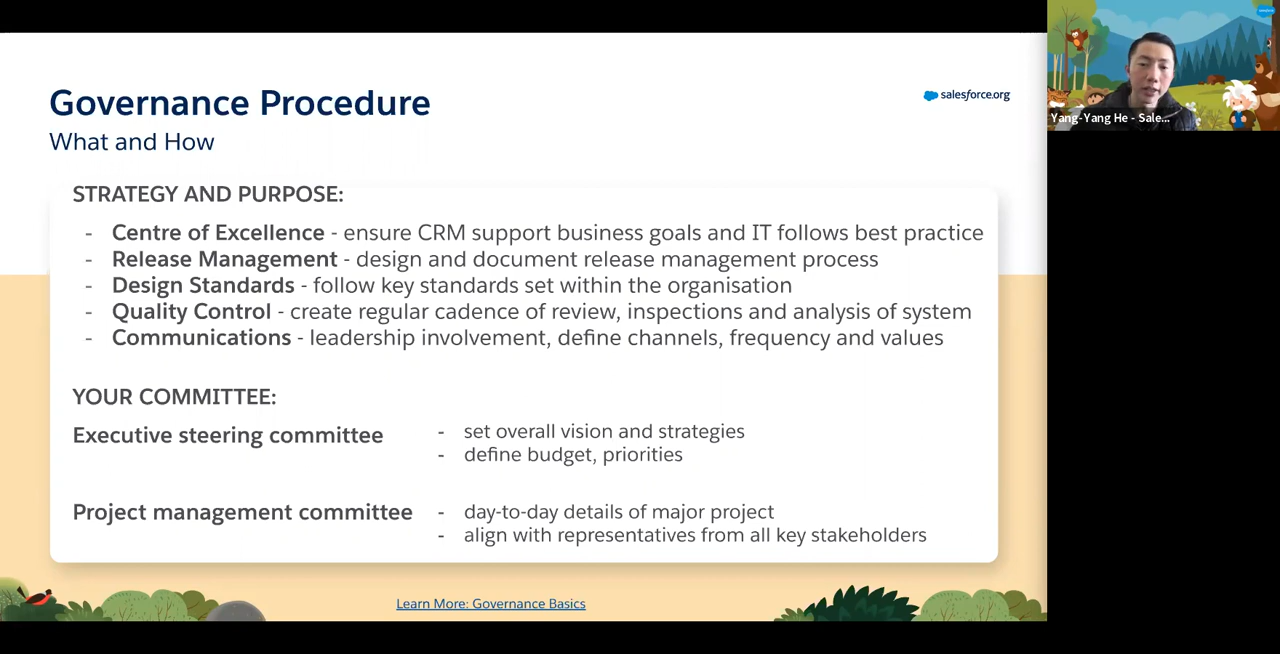 Governance Procedure
What and How
salesforce.org
Yang-Yang He - Sale...
STRATEGY AND PURPOSE:
- Centre of Excellence - ensure CRM support business goals and IT follows best practice
- Release Management - design and document release management process
- Design Standards - follow key standards set within the organisation
- Quality Control - create regular cadence of review, inspections and analysis of system
- Communications - leadership involvement, define channels, frequency and values
YOUR COMMITTEE:
Executive steering committee
- set overall vision and strategies
- define budget, priorities
Project management committee
- day-to-day details of major project
- align with representatives from all key stakeholders
Learn More: Governance Basics